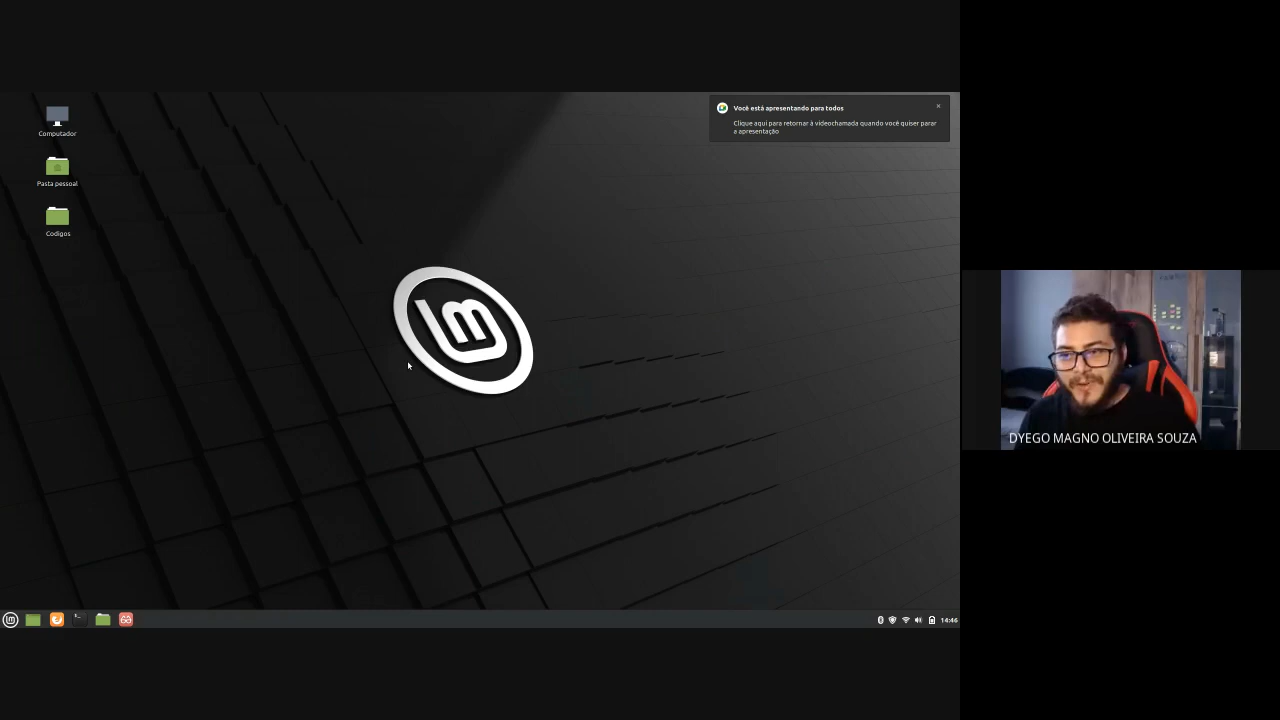 Computador
Pasta pessoal
Codigos
Você está apresentando para todos
Clique aqui para retornar à videochamada quando você quiser parar
a apresentação
lm
DYEGO MAGNO OLIVEIRA SOUZA
14:46